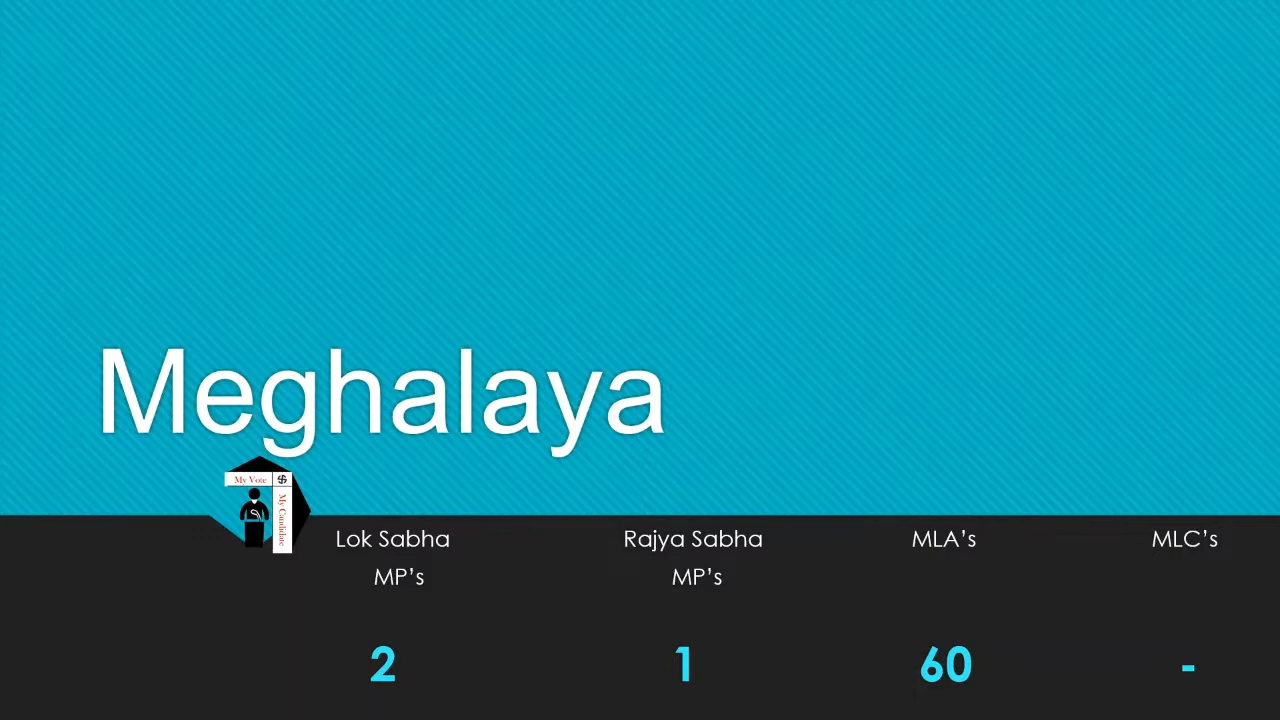 Meghalaya
My Vote
My Candidate
Lok Sabha Rajya Sabha MLA’s MLC’s
MP’s MP’s
2 1 60 -